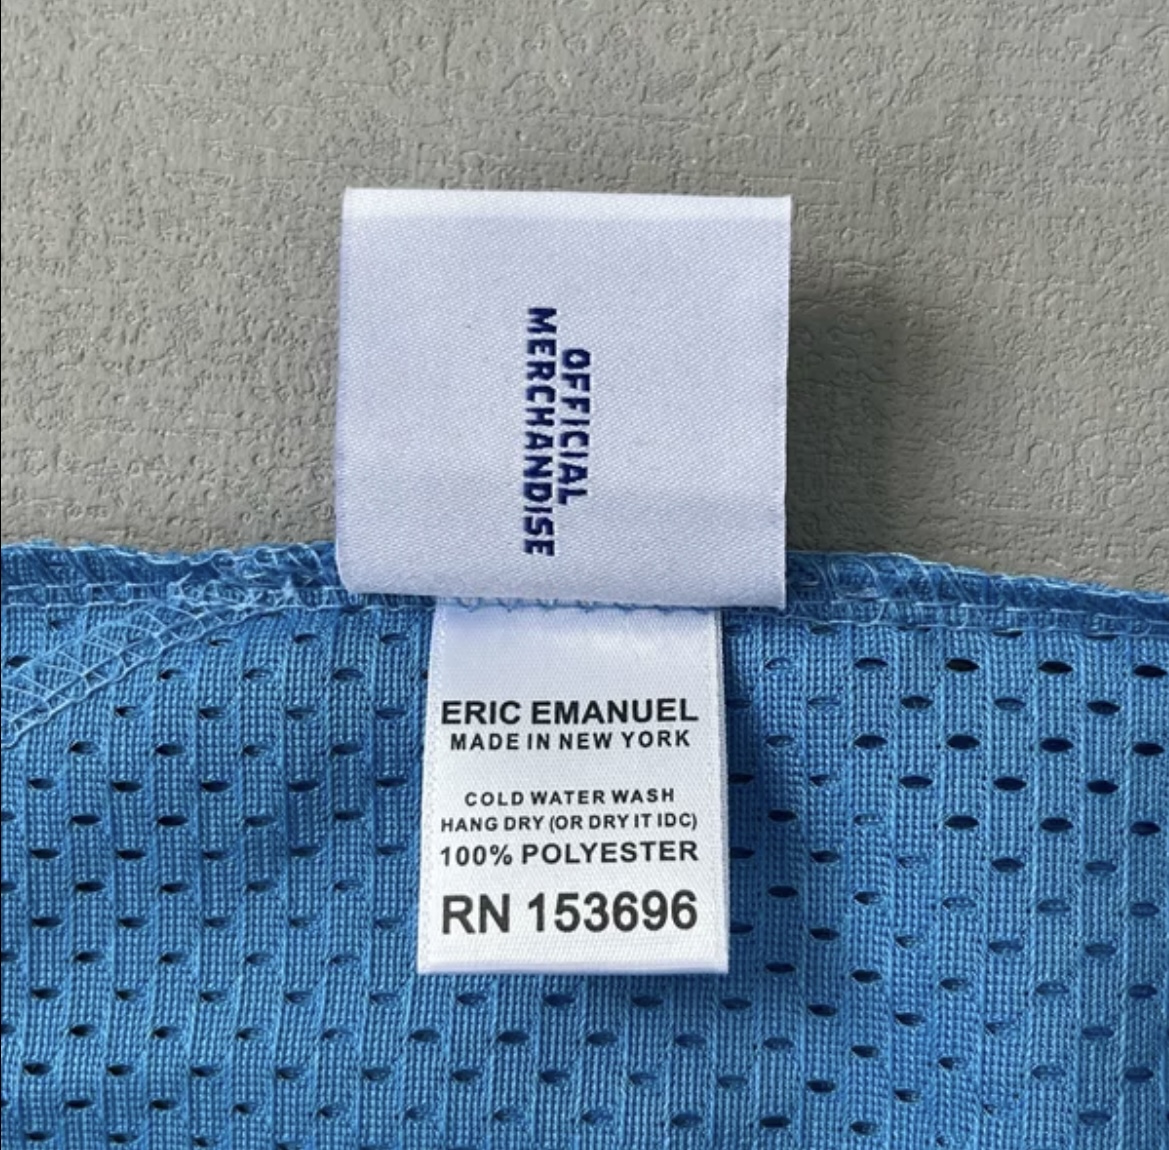 OFFICIAL
MERCHANDISE
ERIC EMANUEL
MADE IN NEW YORK
COLD WATER WASH
HANG DRY (OR DRY IT IDC)
100% POLYESTER
RN 153696